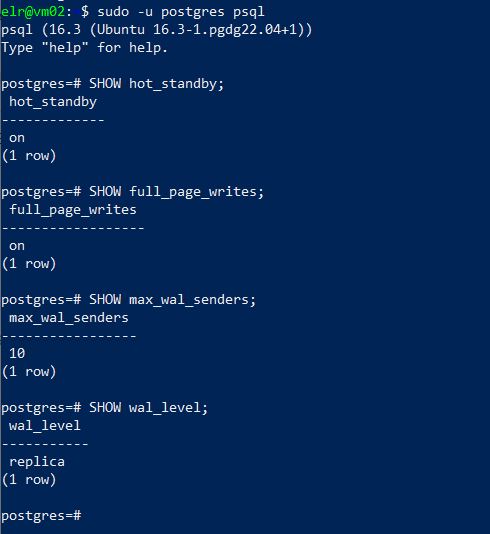 elr@vm02: $ sudo -u postgres psql
psql (16.3 (Ubuntu 16.3-1.pgdg22.04+1))
Type "help" for help.

postgres=# SHOW hot_standby;
 hot_standby
-------------
 on
(1 row)

postgres=# SHOW full_page_writes;
 full_page_writes
------------------
 on
(1 row)

postgres=# SHOW max_wal_senders;
 max_wal_senders
-----------------
 10
(1 row)

postgres=# SHOW wal_level;
 wal_level
-----------
 replica
(1 row)

postgres=#